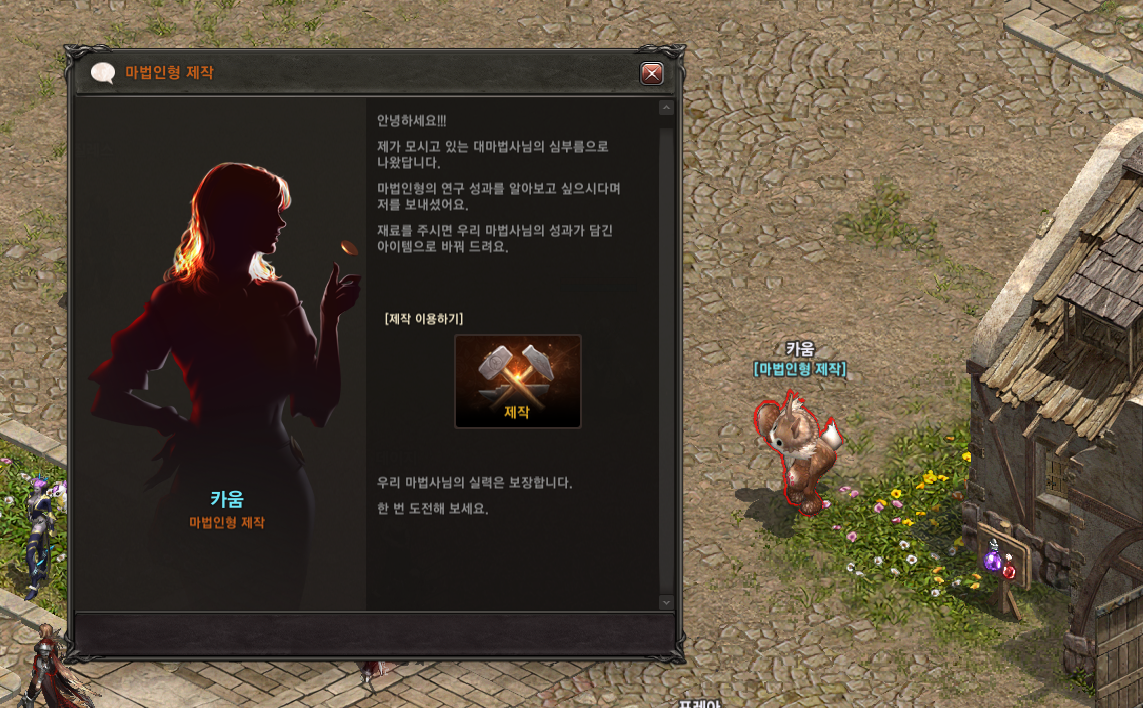 마법인형 제작
안녕하세요!!!
제가 모시고 있는 대마법사님의 심부름으로
나왔답니다.
마법인형의 연구 성과를 알아보고 싶으시다며
저를 보내셨어요.
재료를 주시면 우리 마법사님의 성과가 담긴
아이템으로 바꿔 드려요.
[제작 이용하기]
제작
우리 마법사님의 실력은 보장합니다.
한 번 도전해 보세요.
카움
마법인형 제작
카움
[마법인형 제작]